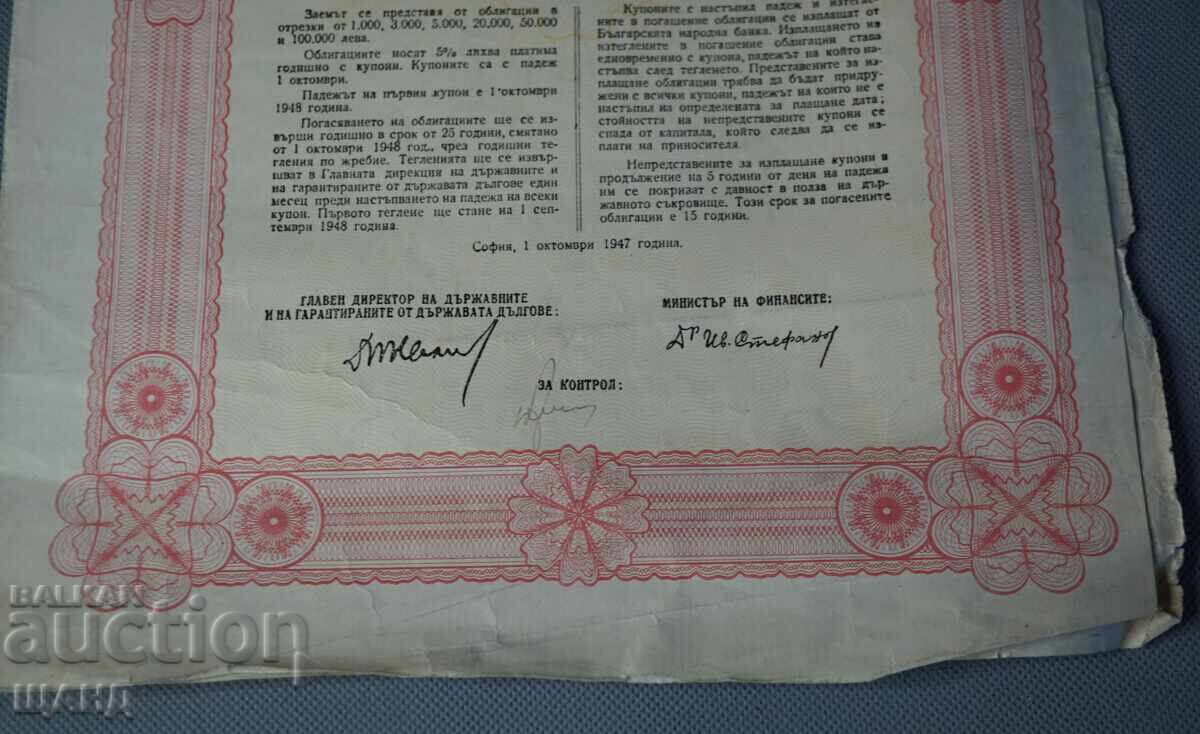 Заемът се представя от облигации в
отрезки от 1.000, 3.000, 5.000, 20.000, 50.000
и 100.000 лева.
Облигациите носят 5% лихва платима
годишно с купони. Купоните са с падеж
1 октомври.
Падежът на първия купон е 1 октомври
1948 година.
Погасяването на облигациите ще се из-
върши годишно в срок от 25 години, смятано
от 1 октомври 1948 год., чрез годишни те-
гления по жребие. Тегленията ще се извър-
шват в Главната дирекция на държавните и
на гарантираните от държавата дългове един
месец преди настъпването на падежа на всеки
купон. Първото теглене ще стане на 1 сеп-
тември 1948 година.
Купоните с настъпил падеж и изтегле-
ните в погашение облигации се изплащат от
Българската народна банка. Изплащането на
изтеглените в погашение облигации става
едновременно с купона, падежът на който на-
стъпва след тегленето. Представените за из-
плащане облигации трябва да бъдат придру-
жени с всички купони, падежът на които не е
настъпил на определената за плащане дата;
стойността на непредставените купони се
спада от капитала, който следва да се из-
плати на приносителя.
Непредставените за изплащане купони в
продължение на 5 години от деня на падежа
им се покриват с давност в полза на дър-
жавното съкровище. Този срок за погасените
облигации е 15 години.
София, 1 октомври 1947 година.
ГЛАВЕН ДИРЕКТОР НА ДЪРЖАВНИТЕ
И НА ГАРАНТИРАНИТЕ ОТ ДЪРЖАВАТА ДЪЛГОВЕ:
МИНИСТЪР НА ФИНАНСИТЕ:
Др Ив. Стефанов
ЗА КОНТРОЛ:
BALKAN
auction
ШАНД